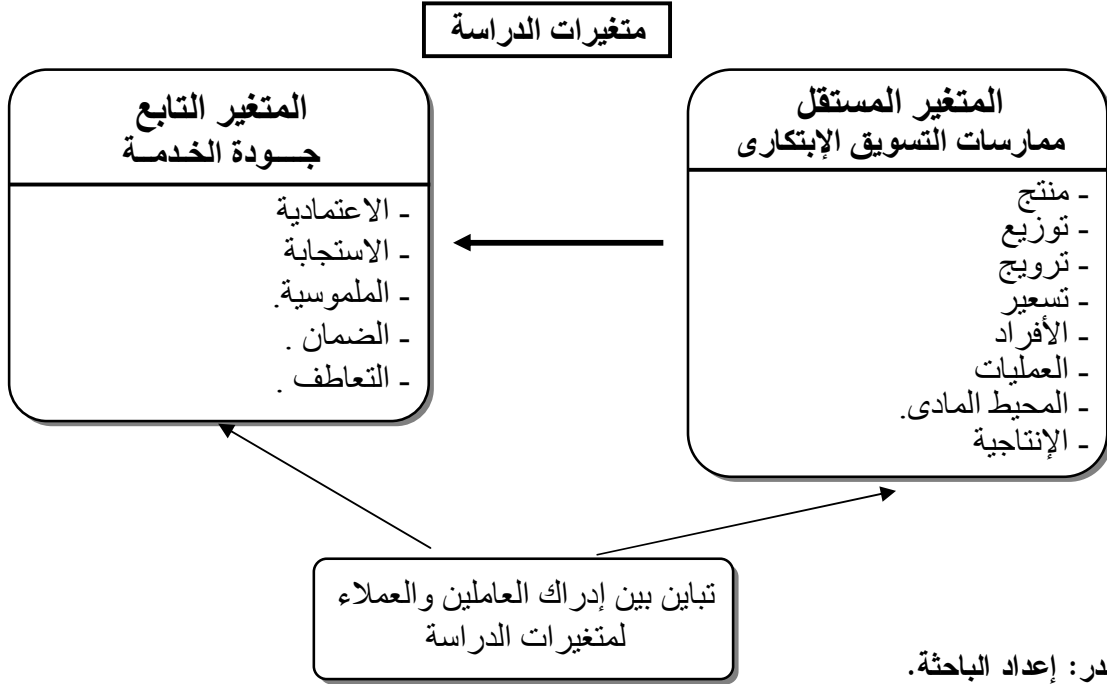 متغيرات الدراسة
المتغير المستقل
ممارسات التسويق الإبتكارى
- منتج
- توزيع
- ترويج
- تسعير
- الأفراد
- العمليات
- المحيط المادى.
- الإنتاجية
المتغير التابع
جـــودة الخدمــة
- الاعتمادية
- الاستجابة
- الملموسية.
- الضمان .
- التعاطف .
تباين بين إدراك العاملين والعملاء
لمتغيرات الدراسة
در: إعداد الباحثة.